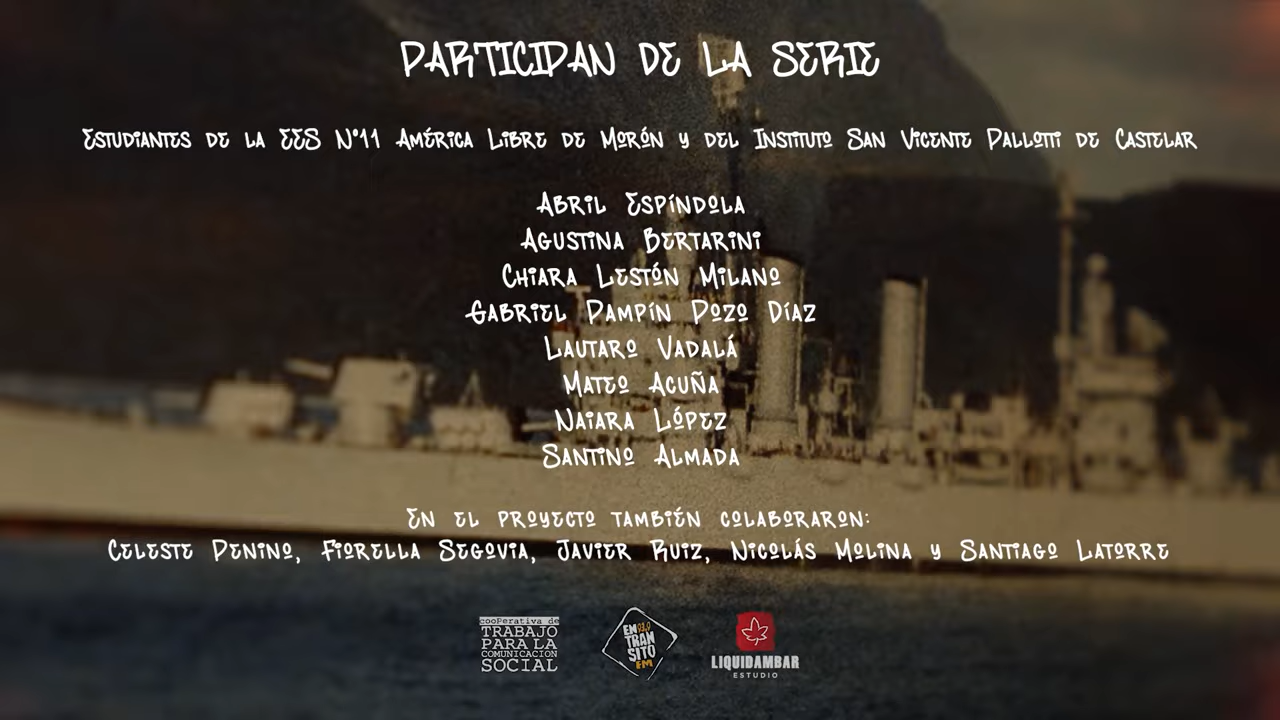 PARTICIPAN DE LA SERIE
ESTUDIANTES DE LA EES N°11 AMÉRICA LIBRE DE MORÓN Y DEL INSTITUTO SAN VICENTE PALLOTTI DE CASTELAR
ABRIL ESPÍNDOLA
AGUSTINA BERTARINI
CHIARA LESTÓN MILANO
GABRIEL PAMPÍN POZO DÍAZ
LAUTARO VADALÁ
MATEO ACUÑA
NAIARA LÓPEZ
SANTINO ALMADA
EN EL PROYECTO TAMBIÉN COLABORARON:
CELESTE PENINO, FIORELLA SEGOVIA, JAVIER RUIZ, NICOLÁS MOLINA Y SANTIAGO LATORRE
cooperativa de
TRABAJO
PARA LA
COMUNICACION
SOCIAL
EN
TRAN
SITO
FM
LIQUIDAMBAR
ESTUDIO